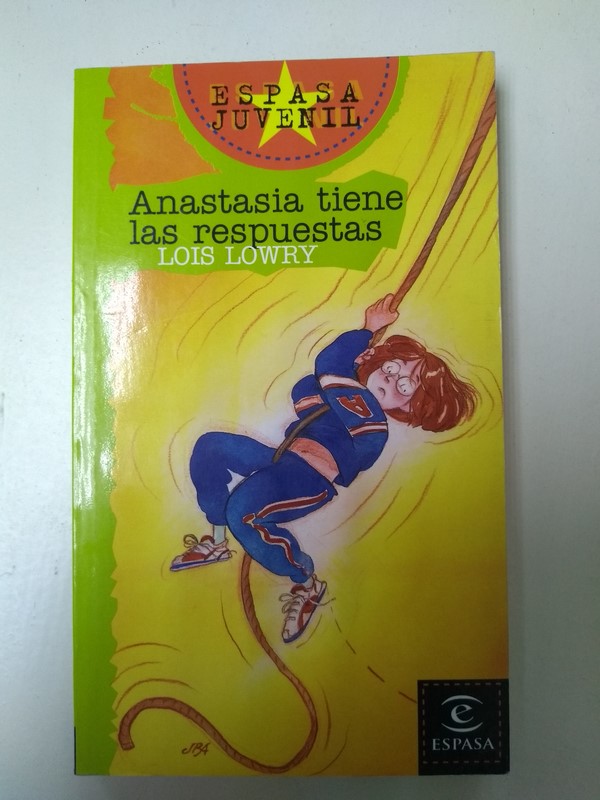 ESPASA
JUVENIL
Anastasia tiene
las respuestas
LOIS LOWRY
A
e
ESPASA